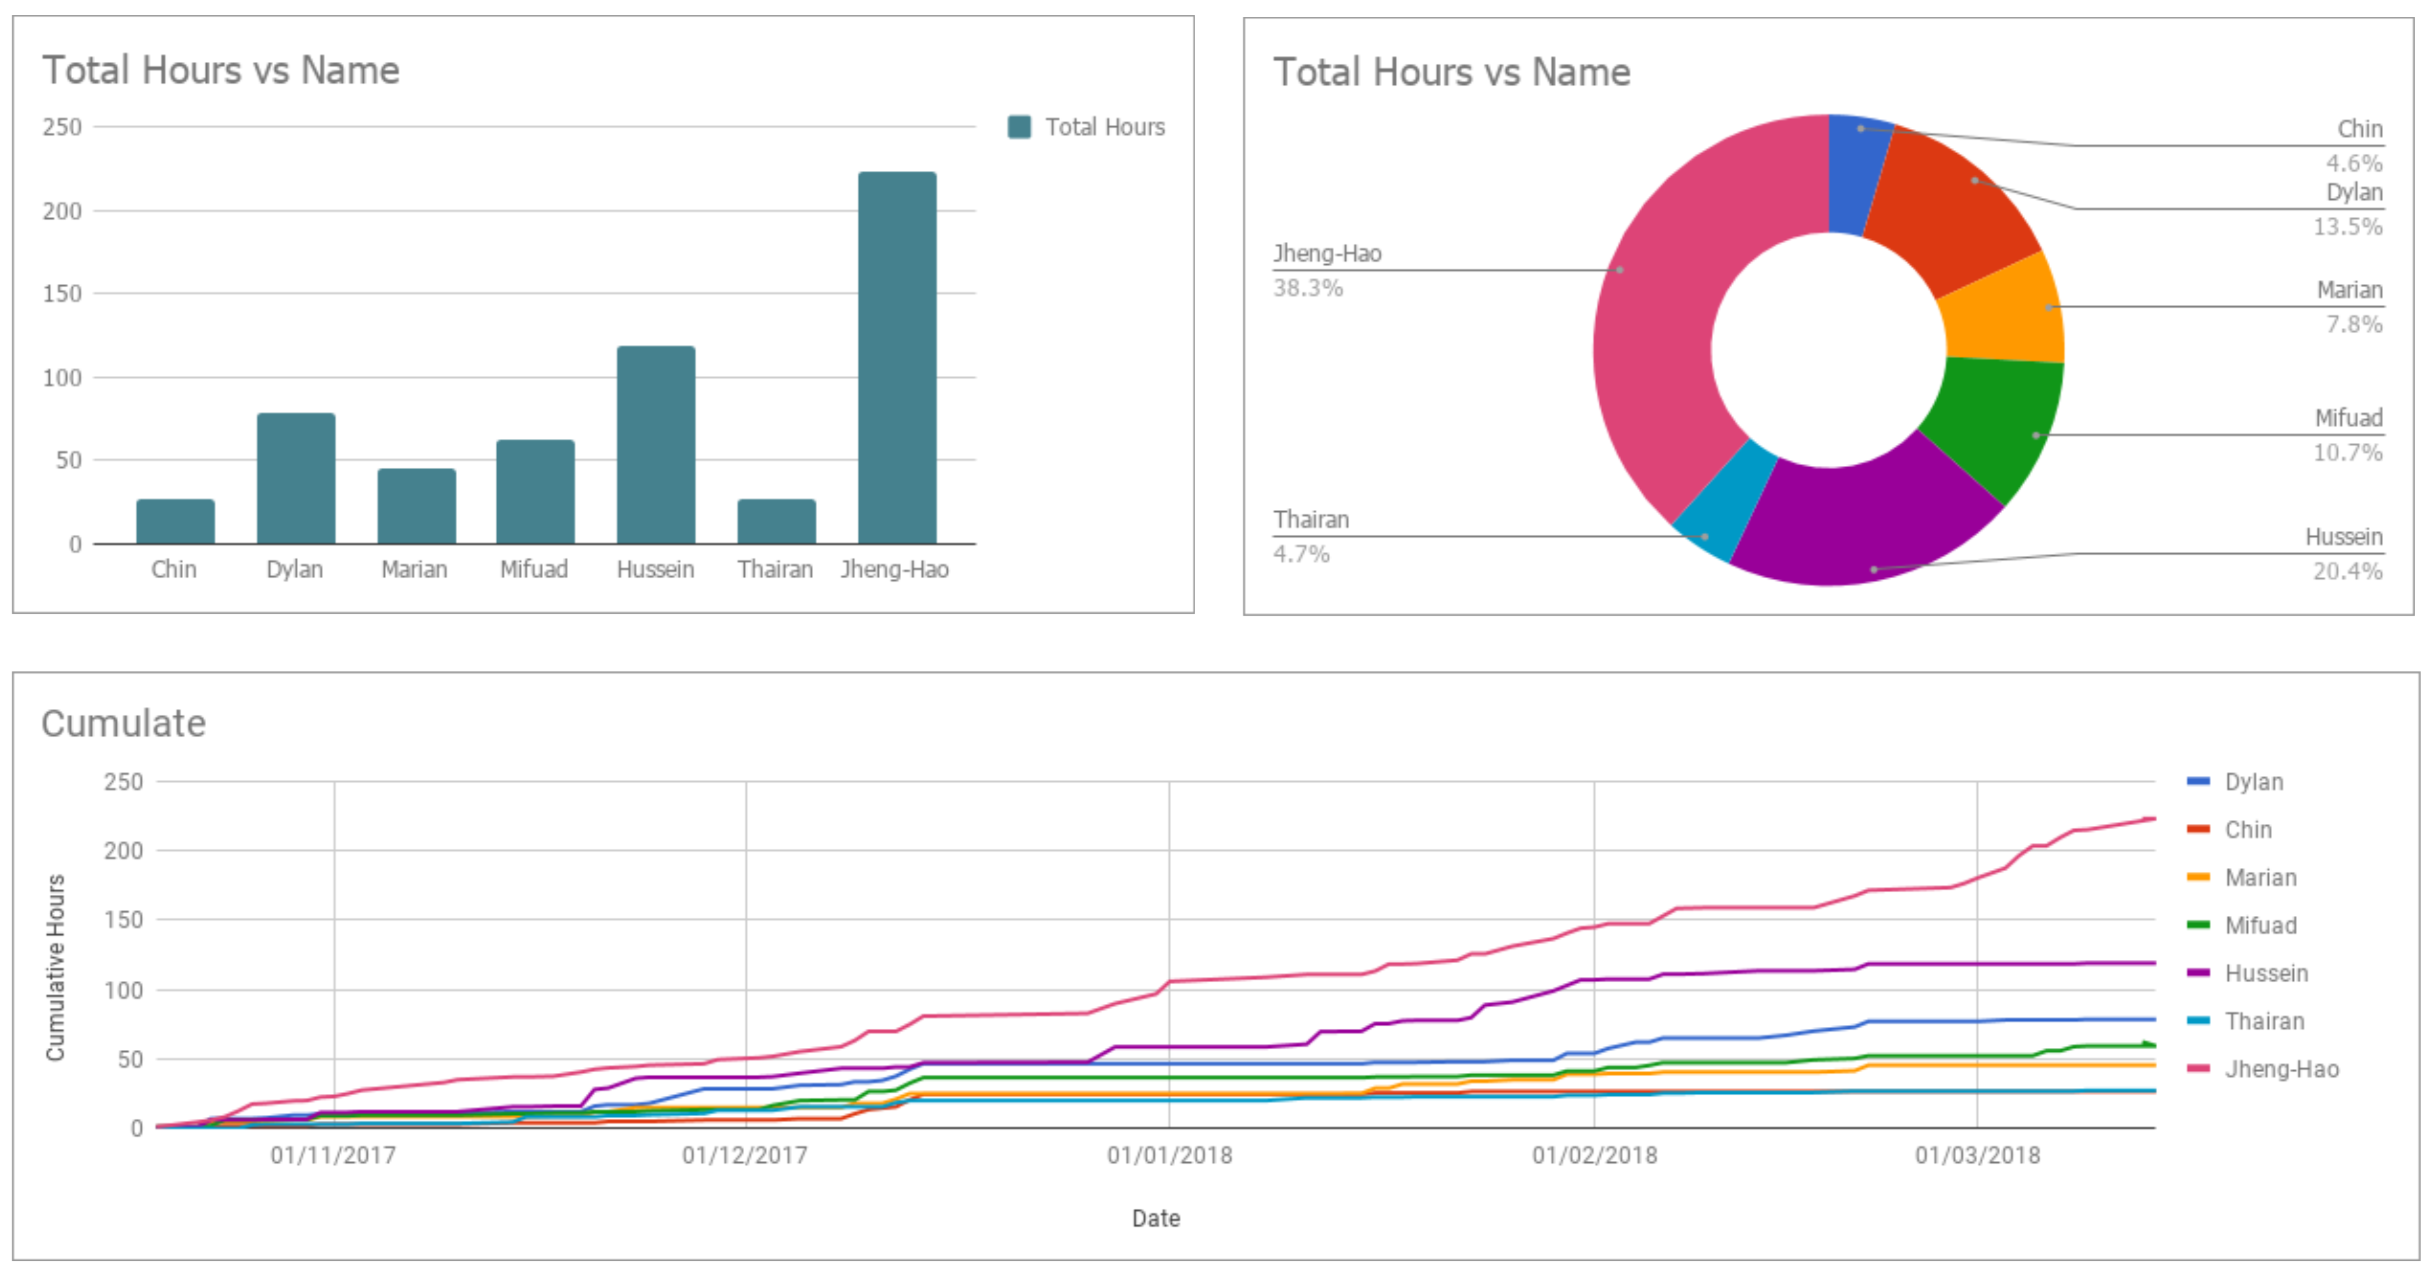 Total Hours vs Name
250
200
150
100
50
0
Chin Dylan Marian Mifuad Hussein Thairan Jheng-Hao
Total Hours
Total Hours vs Name
Chin
4.6%
Dylan
13.5%
Marian
7.8%
Mifuad
10.7%
Hussein
20.4%
Thairan
4.7%
Jheng-Hao
38.3%
Cumulate
Cumulative Hours
250
200
150
100
50
0
01/11/2017 01/12/2017 01/01/2018 01/02/2018 01/03/2018
Date
Dylan
Chin
Marian
Mifuad
Hussein
Thairan
Jheng-Hao